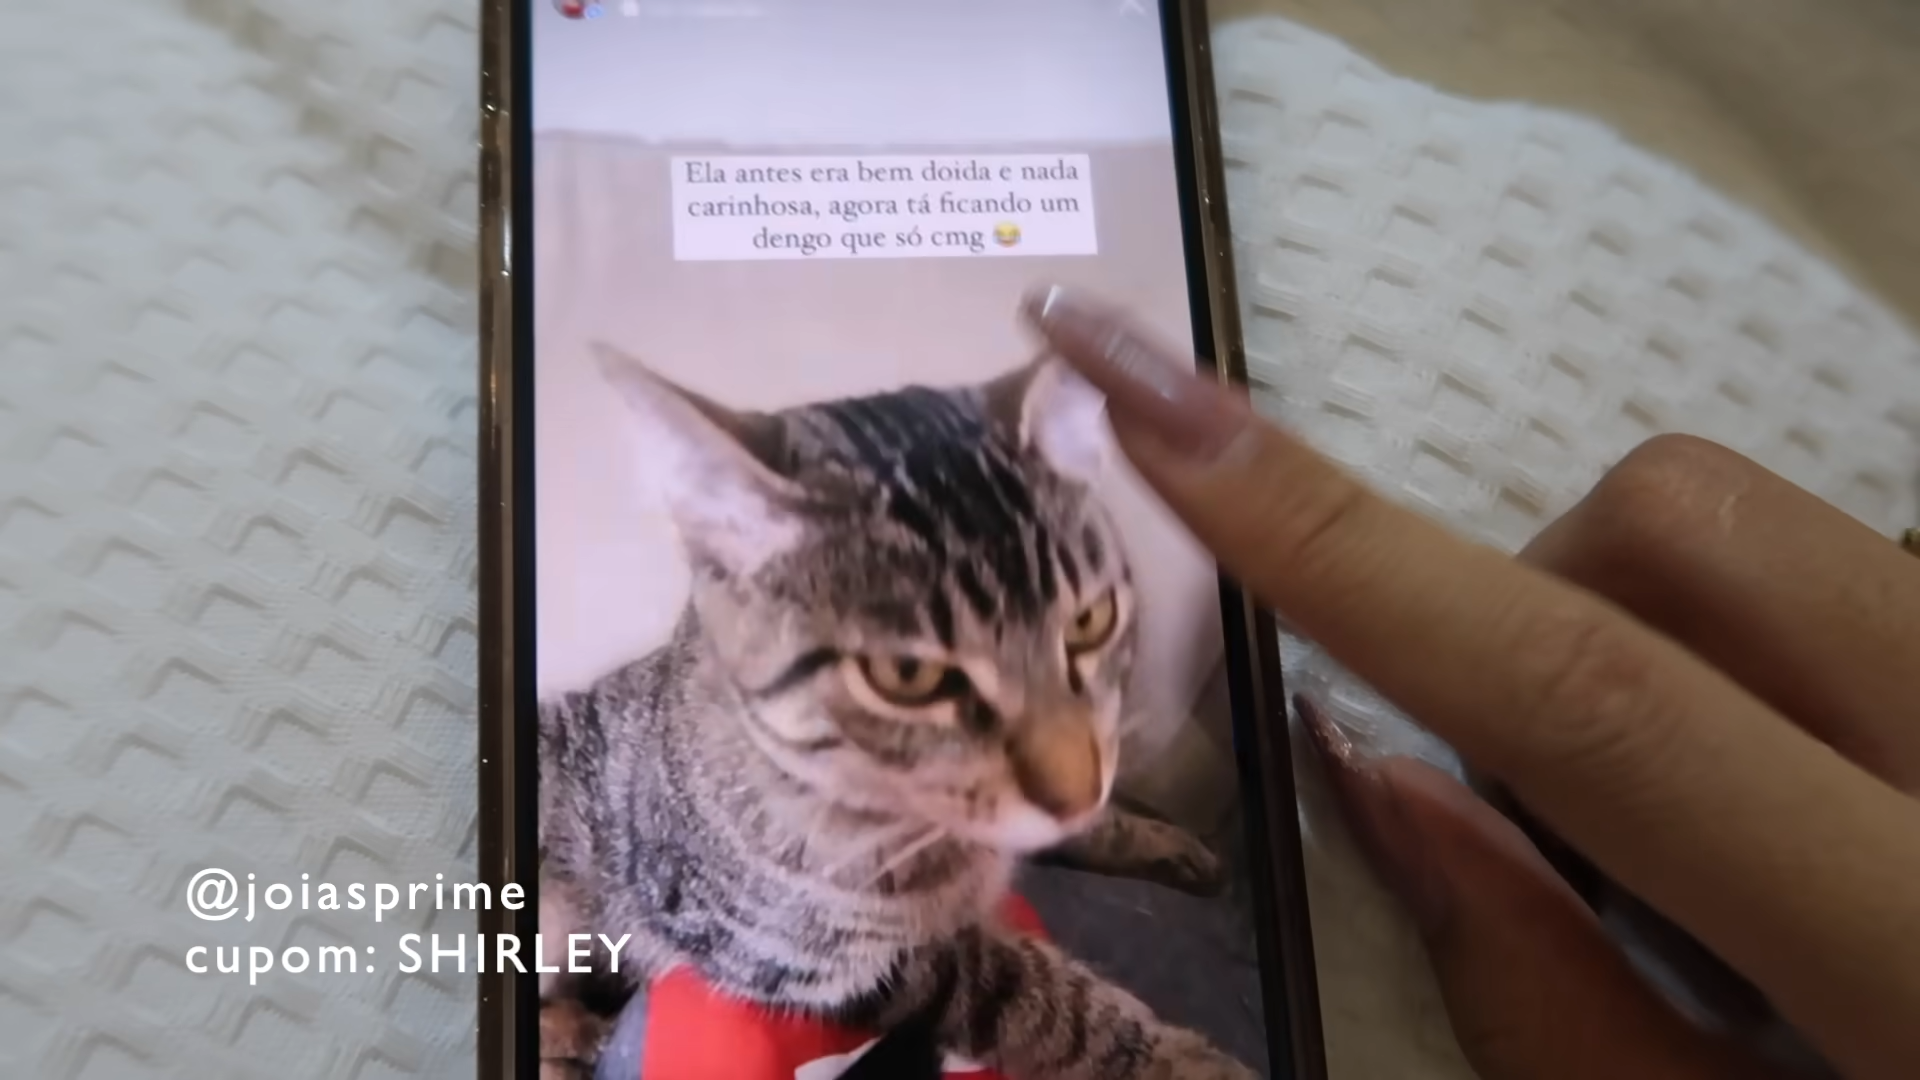 Ela antes era bem doida e nada
carinhosa, agora tá ficando um
dengo que só cmg 😂
@joiasprime
cupom: SHIRLEY